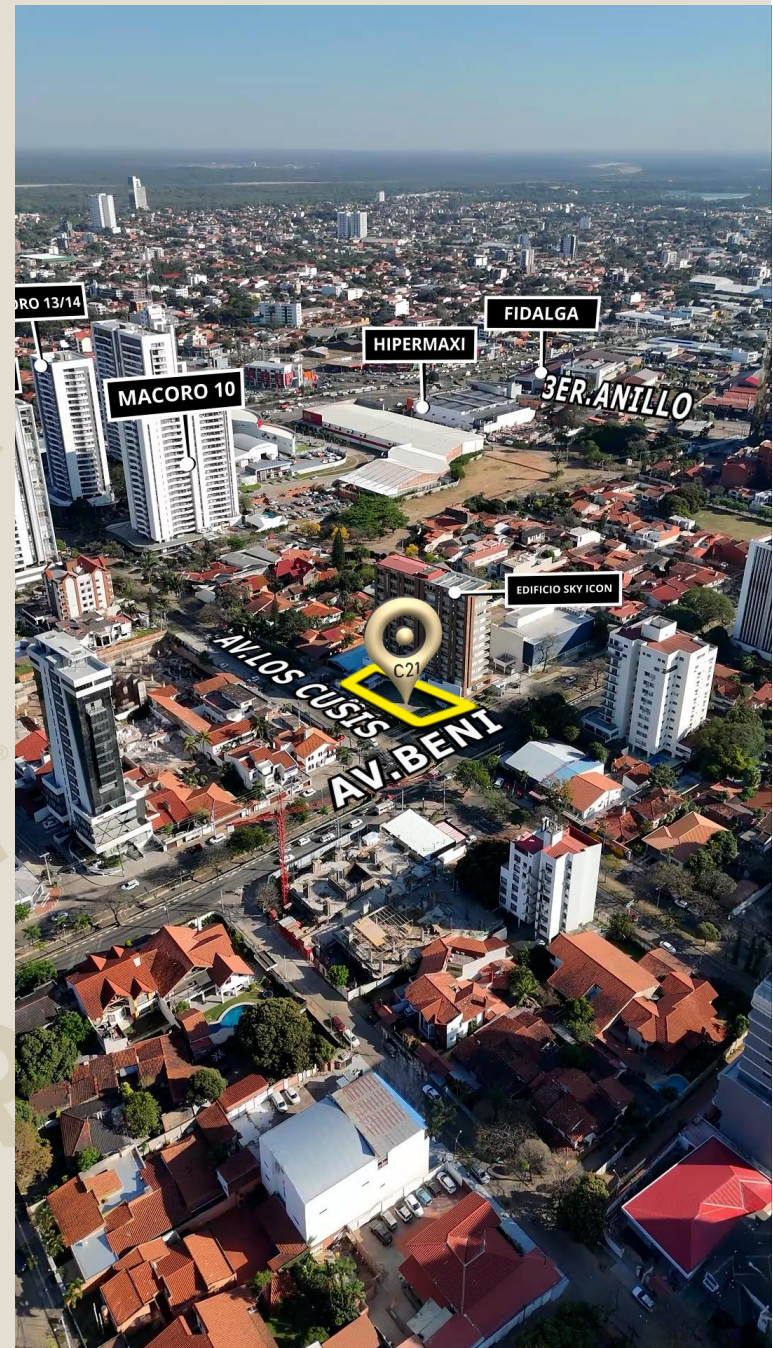 ORO 13/14
FIDALGA
HIPERMAXI
3ER.ANILLO
MACORO 10
EDIFICIO SKY ICON
C21
AV.LOS CUSIS
AV.BENI
®